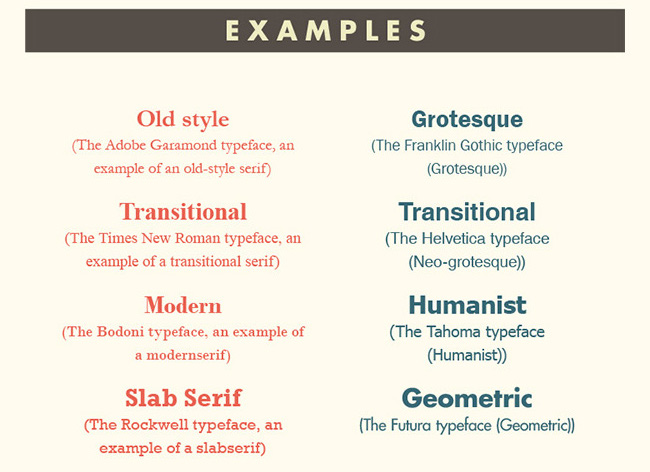 EXAMPLES
Old style
(The Adobe Garamond typeface, an
example of an old-style serif)
Transitional
(The Times New Roman typeface, an
example of a transitional serif)
Modern
(The Bodoni typeface, an example of
a modernserif)
Slab Serif
(The Rockwell typeface, an
example of a slabserif)
Grotesque
(The Franklin Gothic typeface
(Grotesque))
Transitional
(The Helvetica typeface
(Neo-grotesque))
Humanist
(The Tahoma typeface
(Humanist))
Geometric
(The Futura typeface (Geometric))